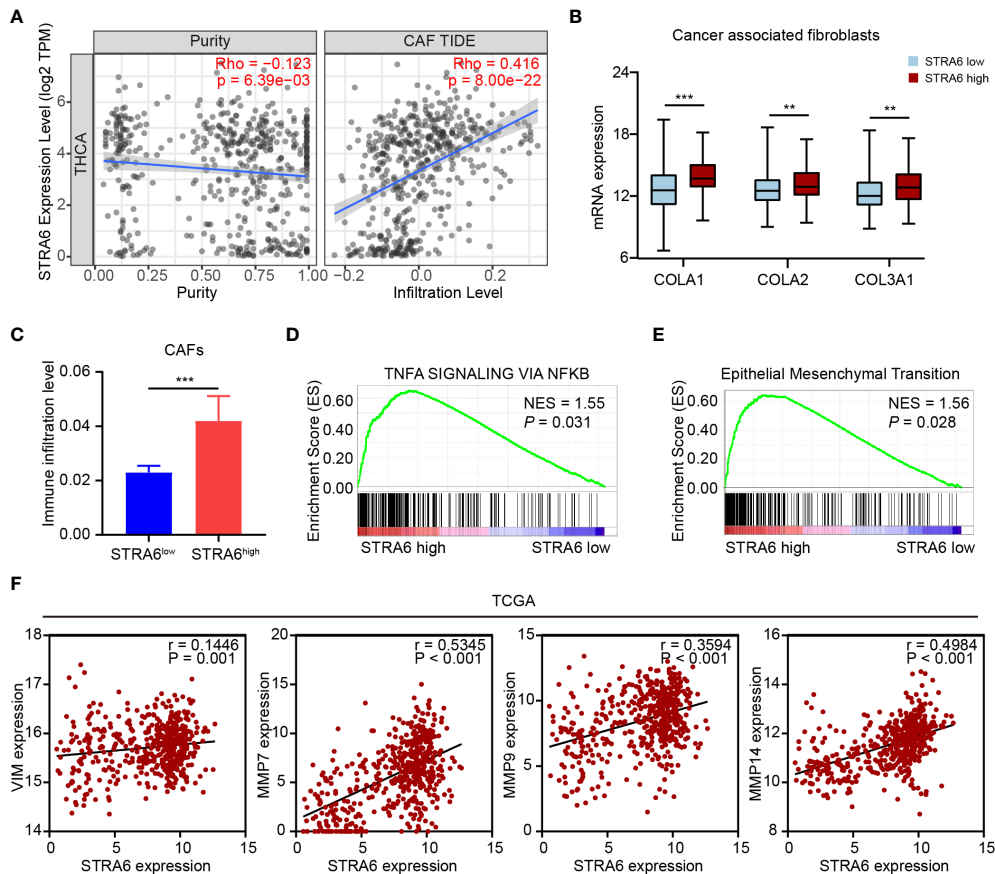 A
STRA6 Expression Level (log2 TPM)
THCA
Purity
CAF TIDE
Rho = −0.123
p = 6.39e−03
Rho = 0.416
p = 8.00e−22
6
4
2
0
0.00 0.25 0.50 0.75 1.00
−0.2 0.0 0.2
Purity
Infiltration Level
B
Cancer associated fibroblasts
STRA6 low
STRA6 high
mRNA expression
24
18
12
6
***
**
**
COLA1 COLA2 COL3A1
C
CAFs
Immune infiltration level
0.06
0.04
0.02
0.00
***
STRA6low STRA6high
D
TNFA SIGNALING VIA NFKB
Enrichment Score (ES)
0.60
0.40
0.20
0.00
NES = 1.55
P = 0.031
STRA6 high STRA6 low
E
Epithelial Mesenchymal Transition
Enrichment Score (ES)
0.60
0.40
0.20
0.00
NES = 1.56
P = 0.028
STRA6 high STRA6 low
F
TCGA
VIM expression
18
17
16
15
14
r = 0.1446
P = 0.001
0 5 10 15
STRA6 expression
MMP7 expression
20
15
10
5
0
r = 0.5345
P < 0.001
0 5 10 15
STRA6 expression
MMP9 expression
15
10
5
0
r = 0.3594
P < 0.001
0 5 10 15
STRA6 expression
MMP14 expression
16
14
12
10
8
r = 0.4984
P < 0.001
0 5 10 15
STRA6 expression